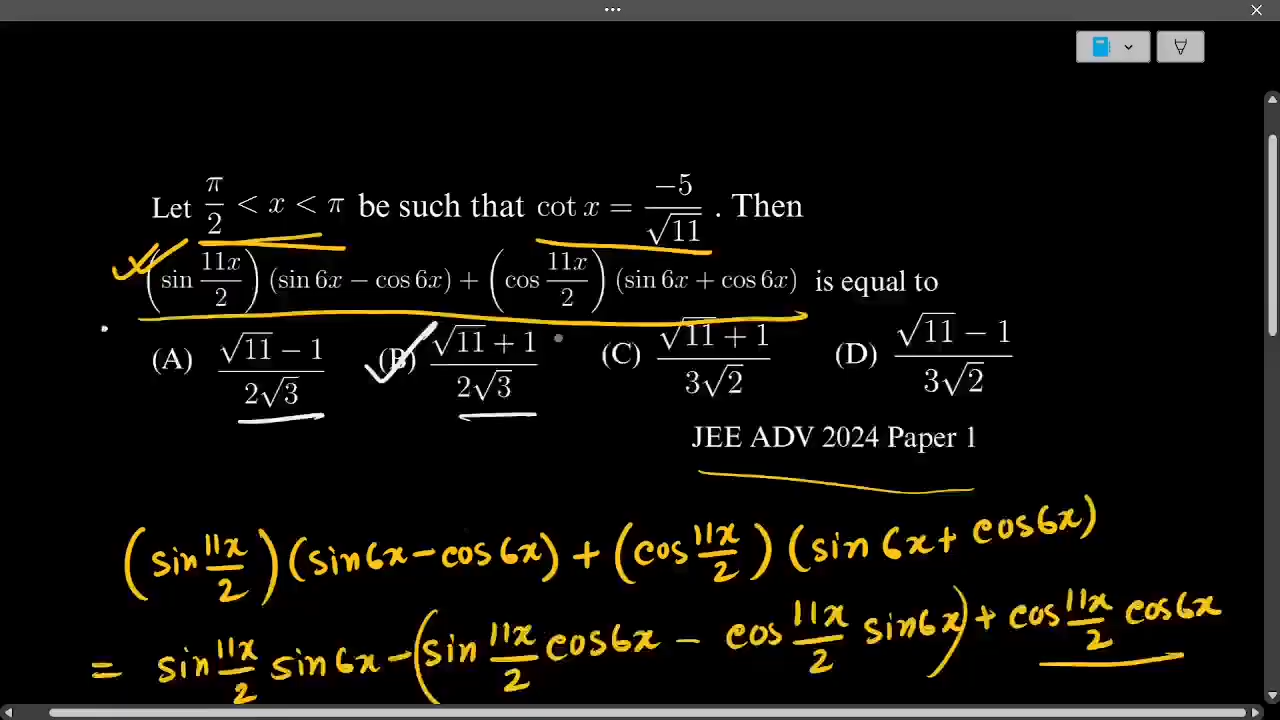 Let π/2 < x < π be such that cot x = -5/√11 . Then
(sin 11x/2) (sin 6x − cos 6x) + (cos 11x/2) (sin 6x + cos 6x) is equal to
(A) √11 − 1 / 2√3 (B) √11 + 1 / 2√3 (C) √11 + 1 / 3√2 (D) √11 − 1 / 3√2
JEE ADV 2024 Paper 1
(sin 11x/2) (sin 6x − cos 6x) + (cos 11x/2) (sin 6x + cos 6x)
= sin 11x/2 sin 6x − (sin 11x/2 cos 6x − cos 11x/2 sin 6x) + cos 11x/2 cos 6x